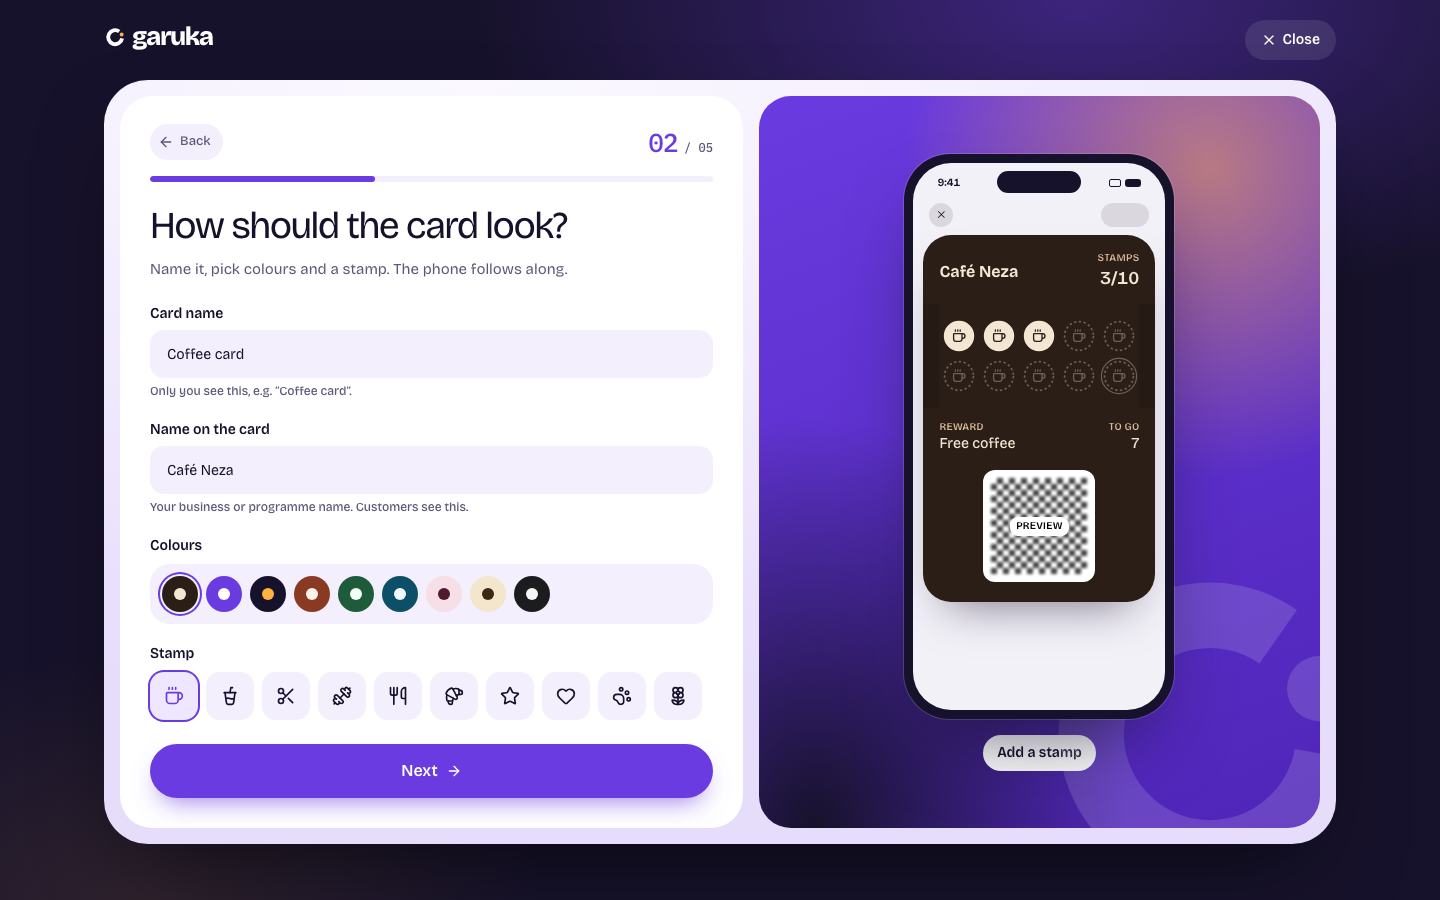 garuka
Close
Back
02 / 05
How should the card look?
Name it, pick colours and a stamp. The phone follows along.
Card name
Coffee card
Only you see this, e.g. “Coffee card”.
Name on the card
Café Neza
Your business or programme name. Customers see this.
Colours
Stamp
Next
9:41
Café Neza
STAMPS
3/10
REWARD
Free coffee
TO GO
7
PREVIEW
Add a stamp